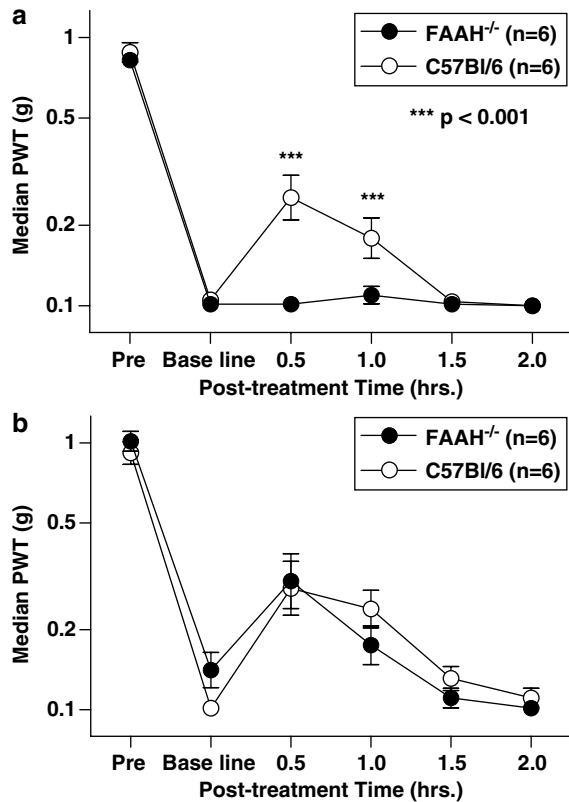 a
FAAH-/- (n=6)
C57Bl/6 (n=6)
*** p < 0.001
***
***
Median PWT (g)
1
0.5
0.2
0.1
Pre Base line 0.5 1.0 1.5 2.0
Post-treatment Time (hrs.)
b
FAAH-/- (n=6)
C57Bl/6 (n=6)
Median PWT (g)
1
0.5
0.2
0.1
Pre Base line 0.5 1.0 1.5 2.0
Post-treatment Time (hrs.)